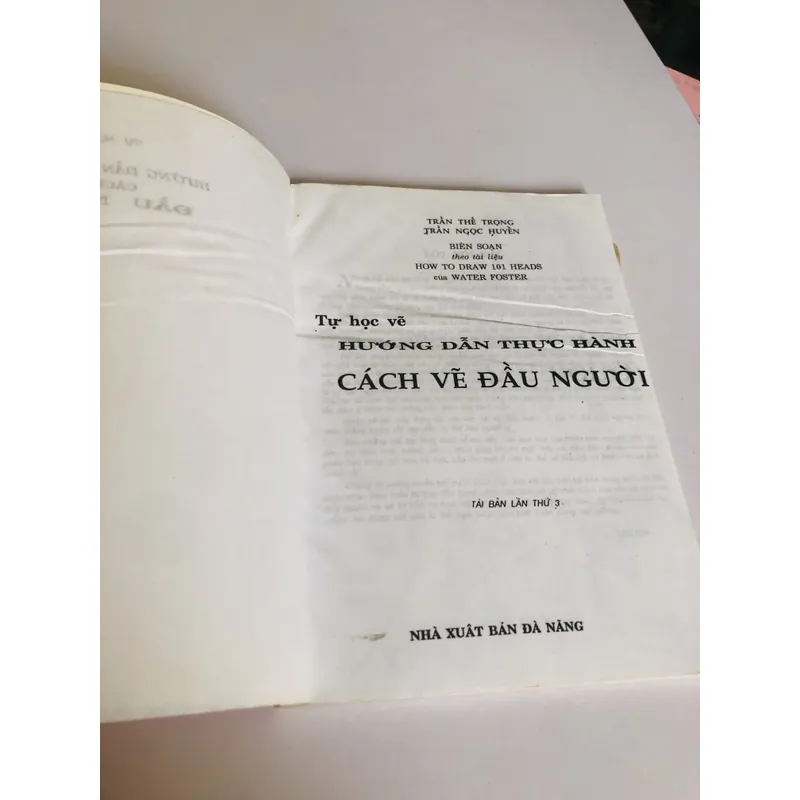 TRẦN THẾ TRỌNG
TRẦN NGỌC HUYỀN
BIÊN SOẠN
theo tài liệu
HOW TO DRAW 101 HEADS
của WATER FOSTER
Tự học vẽ
HƯỚNG DẪN THỰC HÀNH
CÁCH VẼ ĐẦU NGƯỜI
TÁI BẢN LẦN THỨ 3
NHÀ XUẤT BẢN ĐÀ NẴNG